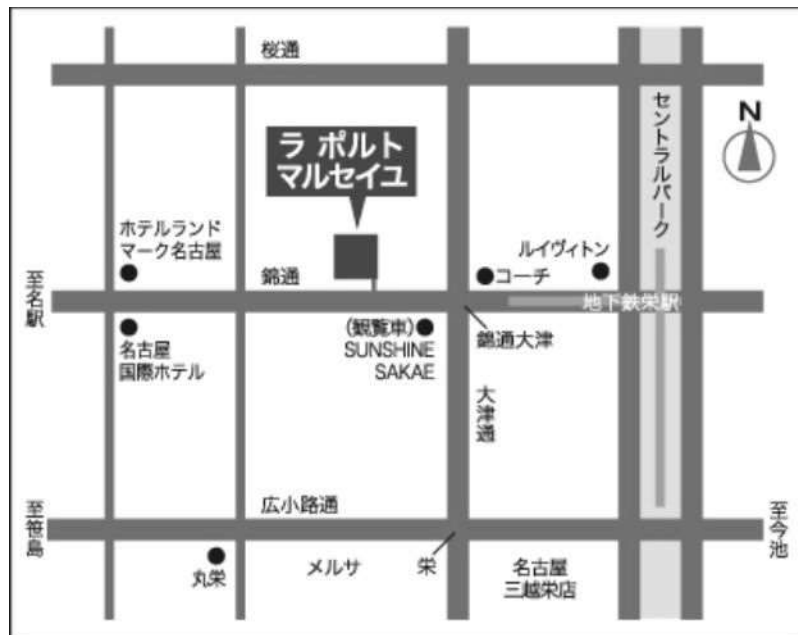 桜通
N
セントラルパーク
ラ ポルト
マルセイユ
ホテルランド
マーク名古屋
ルイヴィトン
錦通
コーチ
至名駅
地下鉄栄駅
名古屋
国際ホテル
(観覧車)
SUNSHINE
SAKAE
錦通大津
大津通
広小路通
至笹島
至今池
丸栄
メルサ
栄
名古屋
三越栄店